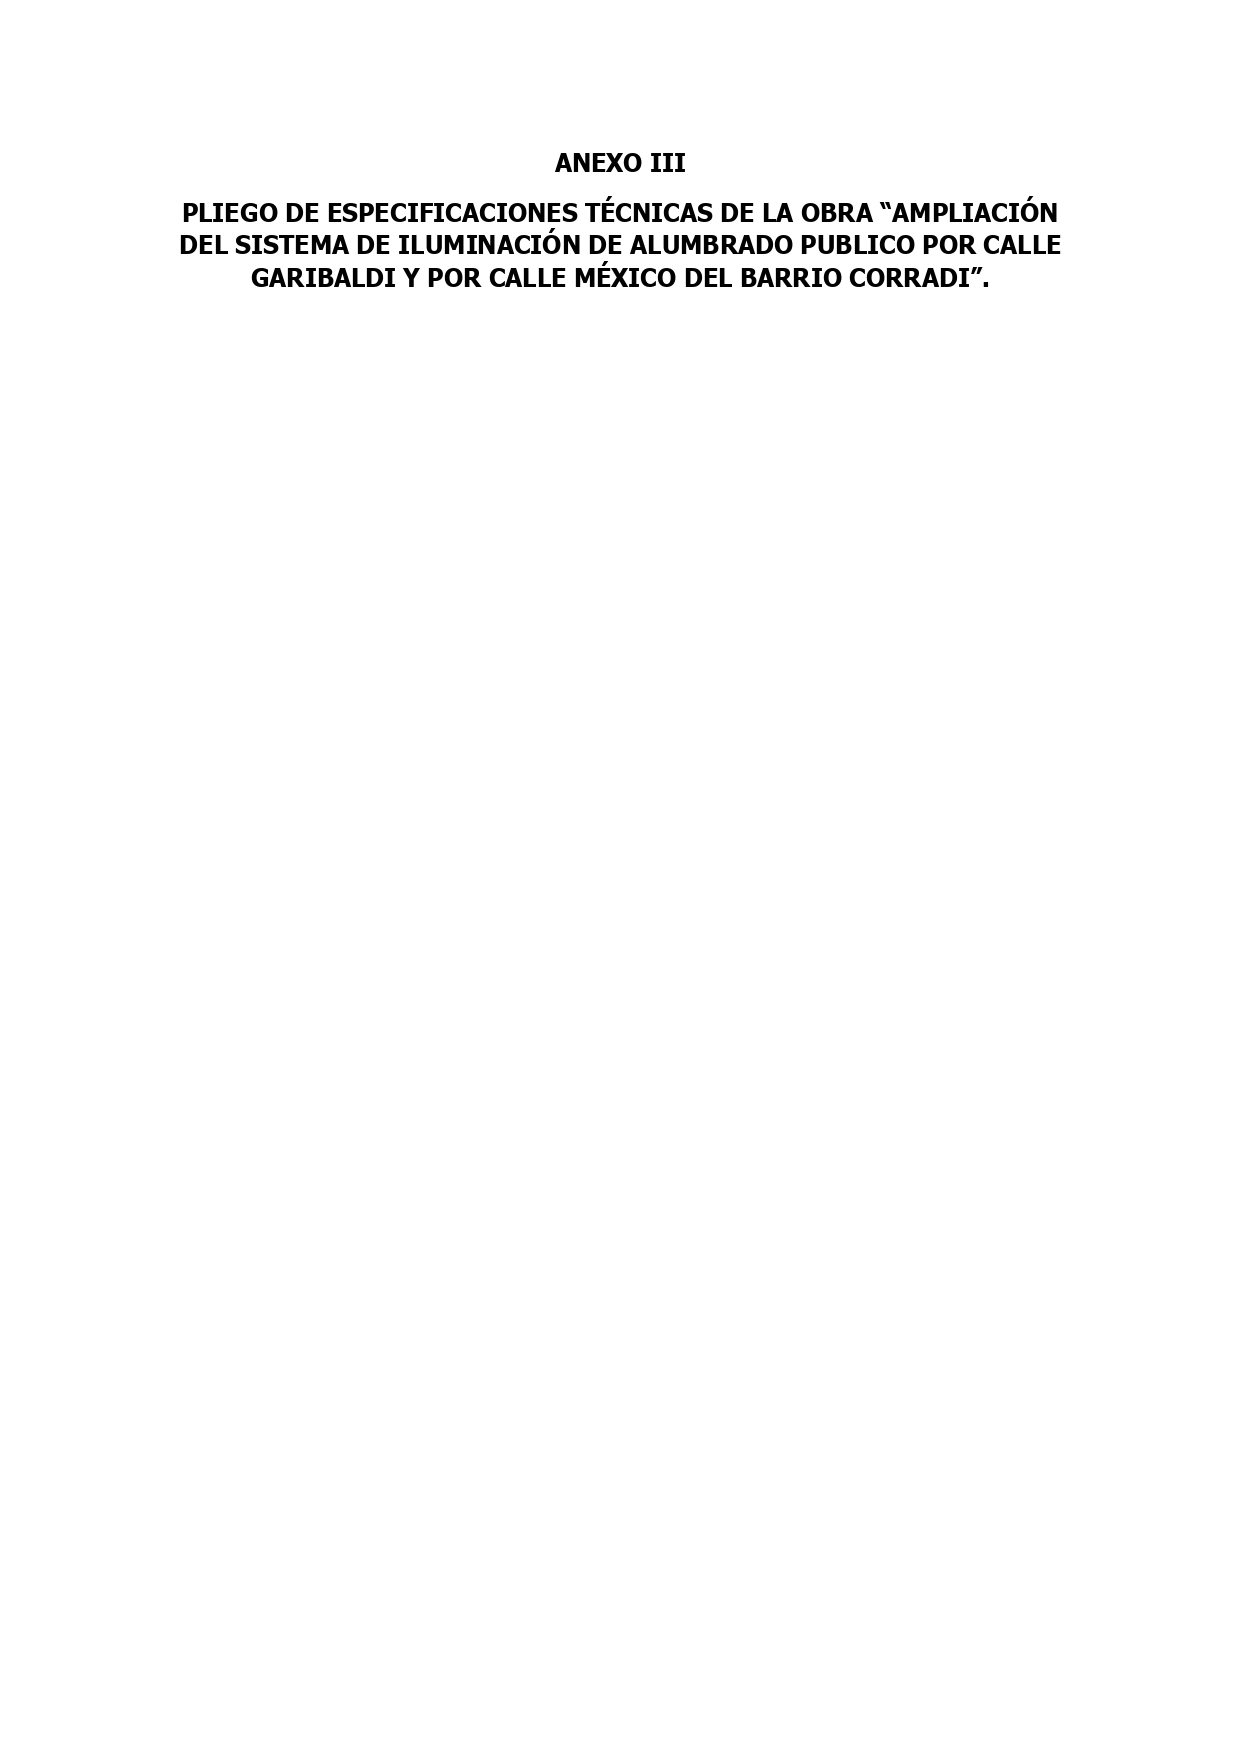 ANEXO III
PLIEGO DE ESPECIFICACIONES TÉCNICAS DE LA OBRA “AMPLIACIÓN
DEL SISTEMA DE ILUMINACIÓN DE ALUMBRADO PUBLICO POR CALLE
GARIBALDI Y POR CALLE MÉXICO DEL BARRIO CORRADI”.